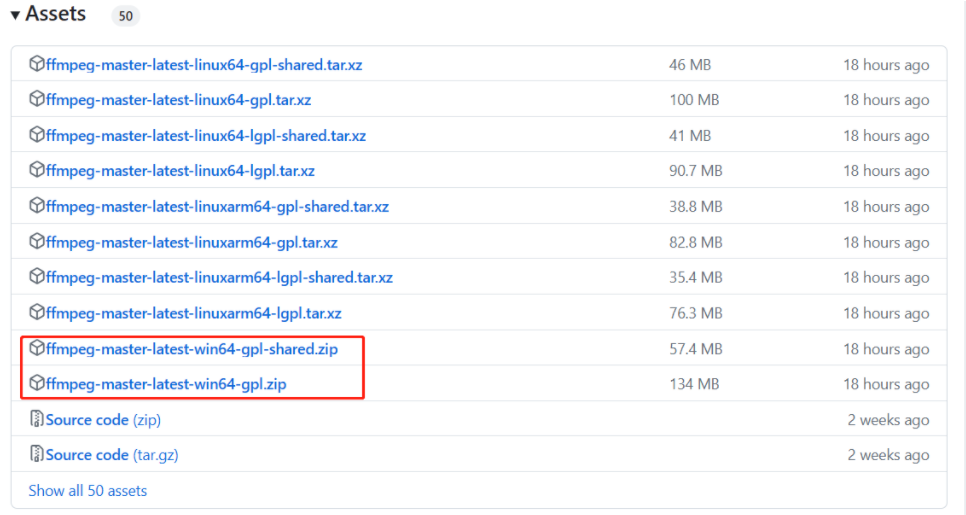 Assets 50
ffmpeg-master-latest-linux64-gpl-shared.tar.xz 46 MB 18 hours ago
ffmpeg-master-latest-linux64-gpl.tar.xz 100 MB 18 hours ago
ffmpeg-master-latest-linux64-lgpl-shared.tar.xz 41 MB 18 hours ago
ffmpeg-master-latest-linux64-lgpl.tar.xz 90.7 MB 18 hours ago
ffmpeg-master-latest-linuxarm64-gpl-shared.tar.xz 38.8 MB 18 hours ago
ffmpeg-master-latest-linuxarm64-gpl.tar.xz 82.8 MB 18 hours ago
ffmpeg-master-latest-linuxarm64-lgpl-shared.tar.xz 35.4 MB 18 hours ago
ffmpeg-master-latest-linuxarm64-lgpl.tar.xz 76.3 MB 18 hours ago
ffmpeg-master-latest-win64-gpl-shared.zip 57.4 MB 18 hours ago
ffmpeg-master-latest-win64-gpl.zip 134 MB 18 hours ago
Source code (zip) 2 weeks ago
Source code (tar.gz) 2 weeks ago
Show all 50 assets